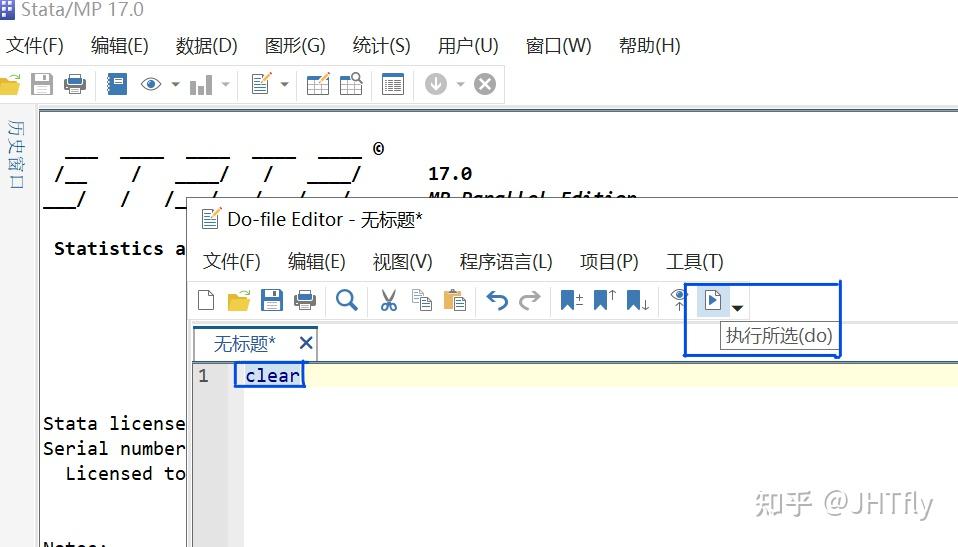 Stata/MP 17.0
文件(F) 编辑(E) 数据(D) 图形(G) 统计(S) 用户(U) 窗口(W) 帮助(H)
历史窗口
©
17.0
MP-Parallel Edition
Statistics a
Do-file Editor - 无标题*
文件(F) 编辑(E) 视图(V) 程序语言(L) 项目(P) 工具(T)
执行所选(do)
无标题*
1 clear
Stata license
Serial number
Licensed to
Notes:
知乎 @JHTfly